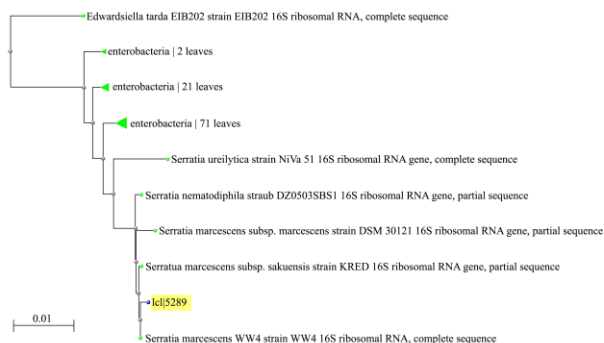 Edwardsiella tarda EIB202 strain EIB202 16S ribosomal RNA, complete sequence
enterobacteria | 2 leaves
enterobacteria | 21 leaves
enterobacteria | 71 leaves
Serratia ureilytica strain NiVa 51 16S ribosomal RNA gene, complete sequence
Serratia nematodiphila straub DZ0503SBS1 16S ribosomal RNA gene, partial sequence
Serratia marcescens subsp. marcescens strain DSM 30121 16S ribosomal RNA gene, partial sequence
Serratua marcescens subsp. sakuensis strain KRED 16S ribosomal RNA gene, partial sequence
lcl|5289
0.01
Serratia marcescens WW4 strain WW4 16S ribosomal RNA, complete sequence